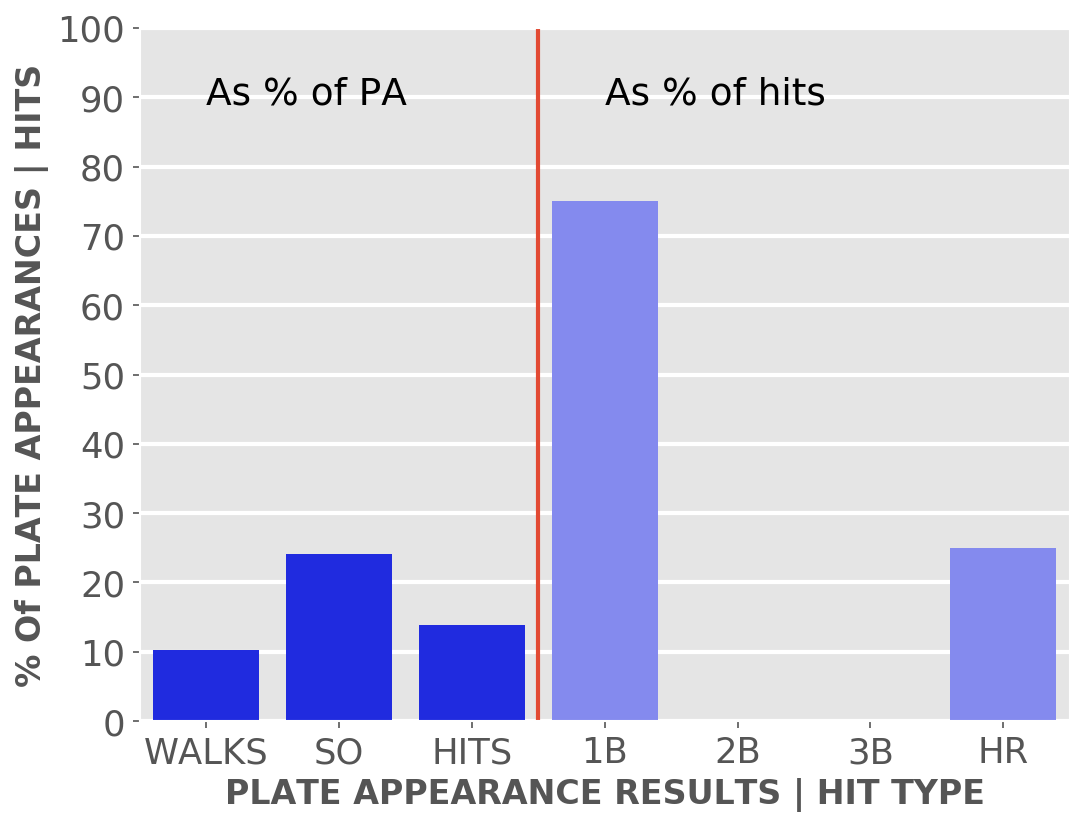 % Of PLATE APPEARANCES | HITS
100
90
80
70
60
50
40
30
20
10
0
As % of PA
As % of hits
WALKS SO HITS 1B 2B 3B HR
PLATE APPEARANCE RESULTS | HIT TYPE